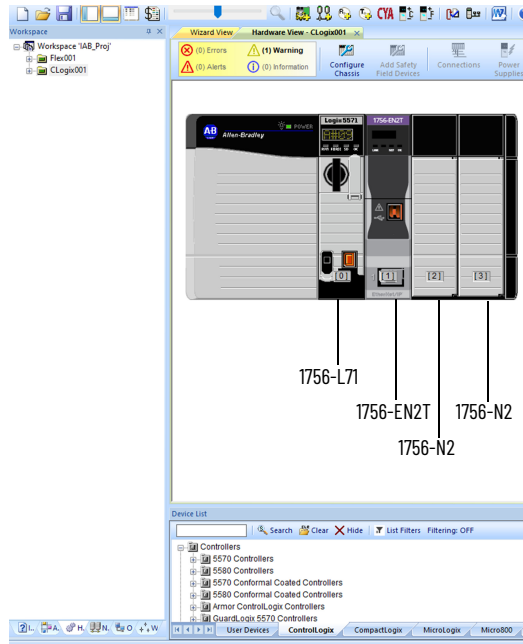 Workspace
Workspace 'IAB_Proj'
Flex001
CLogix001
Wizard View
Hardware View - CLogix001
(0) Errors
(1) Warning
(0) Alerts
(0) Information
Configure Chassis
Add Safety Field Devices
Connections
Power Supplies
CYA
AB
Allen-Bradley
POWER
Logix5571
1756-EN2T
[0]
[1]
[2]
[3]
EtherNet/IP
1756-L71
1756-EN2T
1756-N2
1756-N2
Device List
Search
Clear
Hide
List Filters
Filtering: OFF
Controllers
5570 Controllers
5580 Controllers
5570 Conformal Coated Controllers
5580 Conformal Coated Controllers
Armor ControlLogix Controllers
GuardLogix 5570 Controllers
I..
A.
H.
N.
O
W
User Devices
ControlLogix
CompactLogix
MicroLogix
Micro800